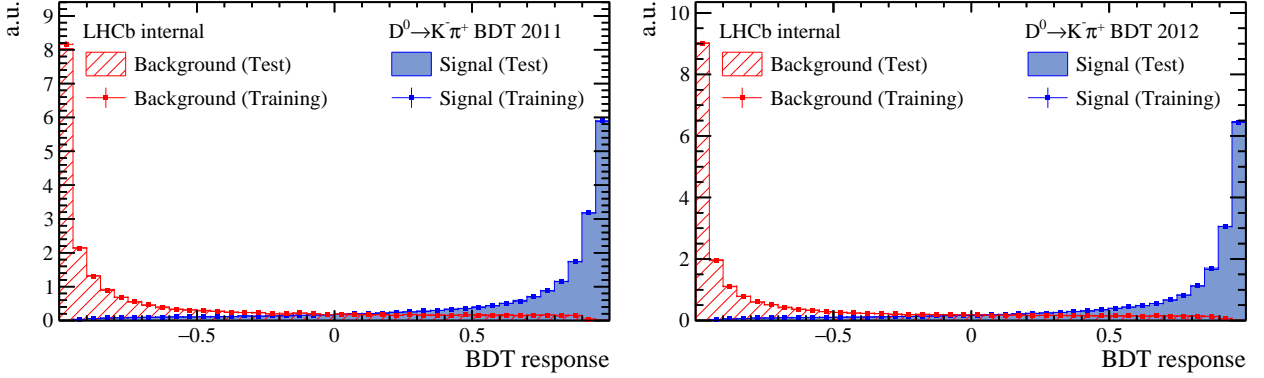 a.u.
9
8
7
6
5
4
3
2
1
0
LHCb internal
D⁰→K⁻π⁺ BDT 2011
Background (Test)
Signal (Test)
Background (Training)
Signal (Training)
−0.5
0
0.5
BDT response
a.u.
10
8
6
4
2
0
LHCb internal
D⁰→K⁻π⁺ BDT 2012
Background (Test)
Signal (Test)
Background (Training)
Signal (Training)
−0.5
0
0.5
BDT response